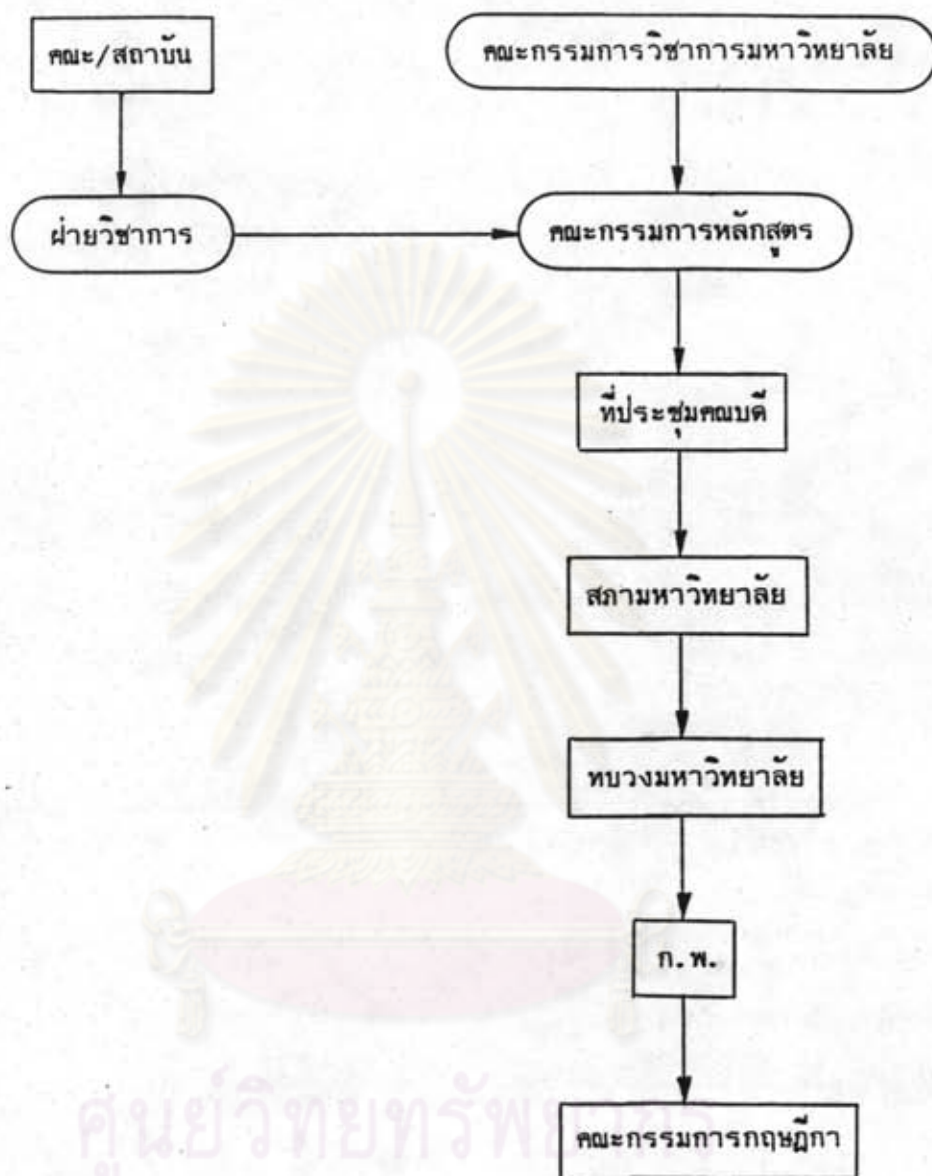 คณะ/สถาบัน
คณะกรรมการวิชาการมหาวิทยาลัย
ฝ่ายวิชาการ
คณะกรรมการหลักสูตร
ที่ประชุมคณบดี
สภามหาวิทยาลัย
ทบวงมหาวิทยาลัย
ก.พ.
ศูนย์วิทยทรัพยากร
คณะกรรมการกฤษฎีกา